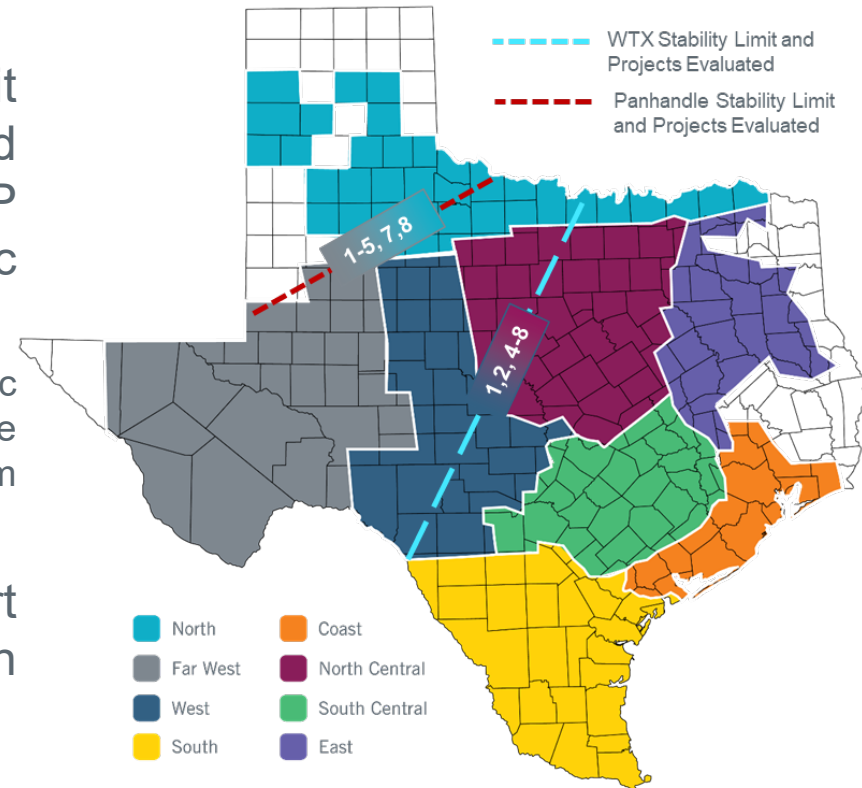 t
d
P
c
c
e
m
rt
n
WTX Stability Limit and
Projects Evaluated
Panhandle Stability Limit
and Projects Evaluated
1-5, 7,8
1,2, 4-8
North
Far West
West
South
Coast
North Central
South Central
East